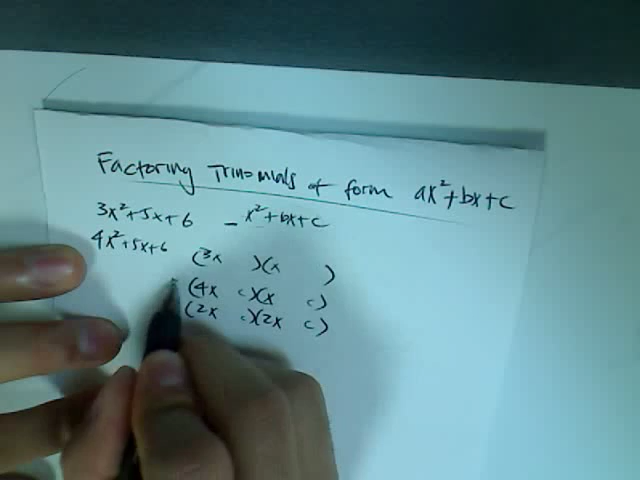 Factoring Trinomials of form ax²+bx+c
3x²+5x+6 _ x²+bx+c
4x²+5x+6
(3x )(x )
(4x c)(x c)
(2x c)(2x c)